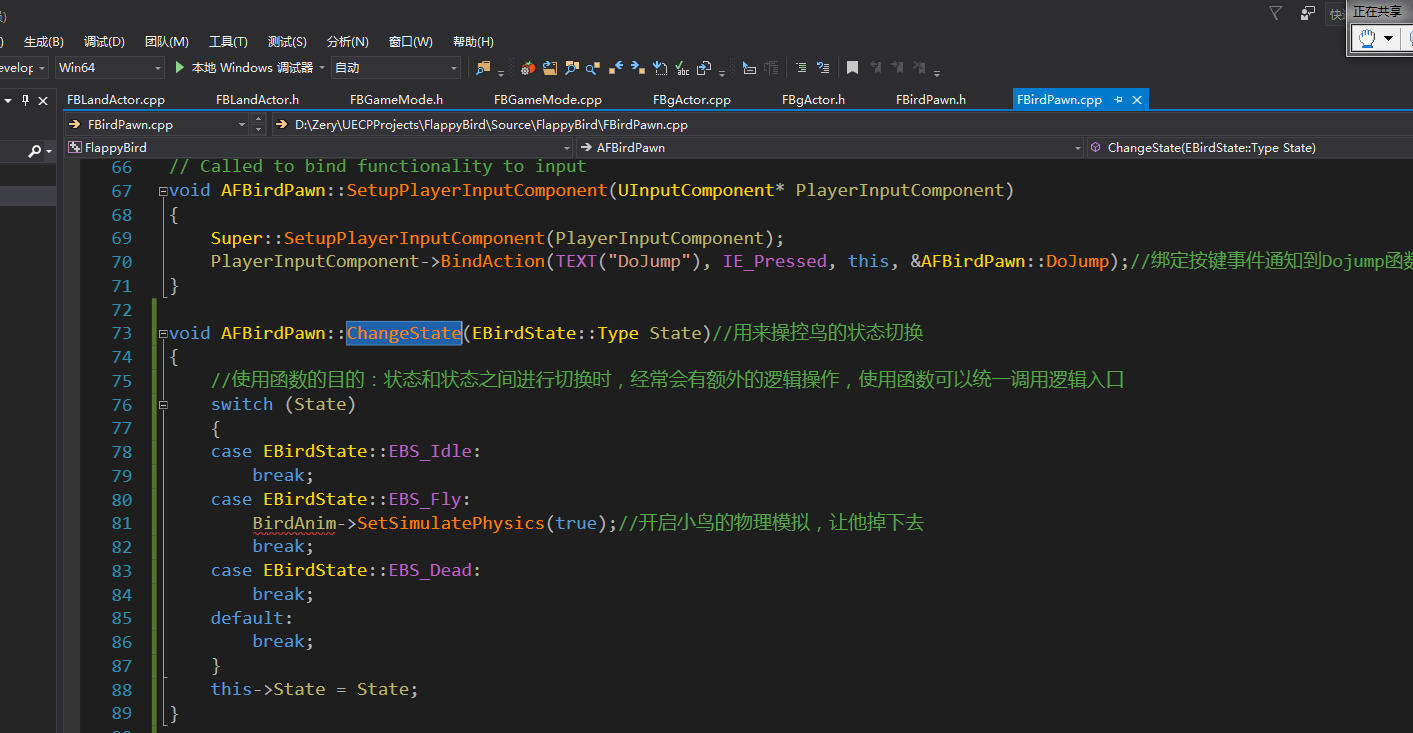 正在共享
生成(B) 调试(D) 团队(M) 工具(T) 测试(S) 分析(N) 窗口(W) 帮助(H)
Win64 本地 Windows 调试器 自动
FBLandActor.cpp FBLandActor.h FBGameMode.h FBGameMode.cpp FBgActor.cpp FBgActor.h FBirdPawn.h FBirdPawn.cpp
FBirdPawn.cpp D:\Zery\UECPProjects\FlappyBird\Source\FlappyBird\FBirdPawn.cpp
FlappyBird AFBirdPawn ChangeState(EBirdState::Type State)
66 // Called to bind functionality to input
67 void AFBirdPawn::SetupPlayerInputComponent(UInputComponent* PlayerInputComponent)
68 {
69 Super::SetupPlayerInputComponent(PlayerInputComponent);
70 PlayerInputComponent->BindAction(TEXT("DoJump"), IE_Pressed, this, &AFBirdPawn::DoJump);//绑定按键事件通知到Dojump函数
71 }
72
73 void AFBirdPawn::ChangeState(EBirdState::Type State)//用来操控鸟的状态切换
74 {
75 //使用函数的目的：状态和状态之间进行切换时，经常会有额外的逻辑操作，使用函数可以统一调用逻辑入口
76 switch (State)
77 {
78 case EBirdState::EBS_Idle:
79 break;
80 case EBirdState::EBS_Fly:
81 BirdAnim->SetSimulatePhysics(true);//开启小鸟的物理模拟，让他掉下去
82 break;
83 case EBirdState::EBS_Dead:
84 break;
85 default:
86 break;
87 }
88 this->State = State;
89 }